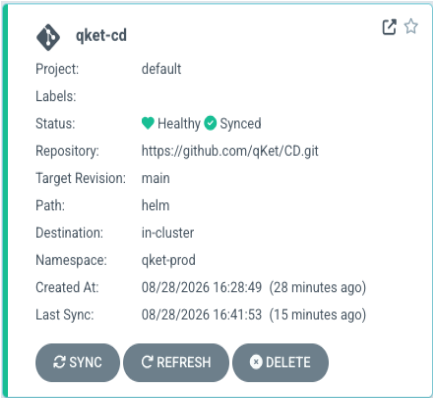 qket-cd
Project: default
Labels:
Status: Healthy Synced
Repository: https://github.com/qKet/CD.git
Target Revision: main
Path: helm
Destination: in-cluster
Namespace: qket-prod
Created At: 08/28/2026 16:28:49 (28 minutes ago)
Last Sync: 08/28/2026 16:41:53 (15 minutes ago)
SYNC REFRESH DELETE